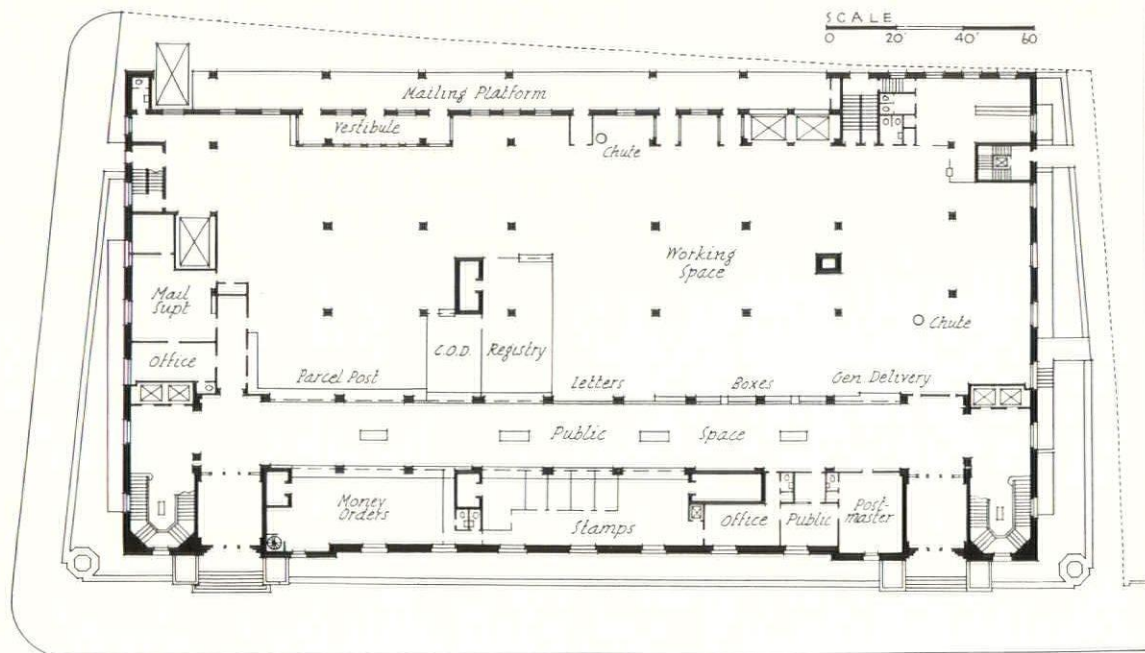 SCALE
0 20' 40' 60
Mailing Platform
Vestibule
Chute
Working
Space
Mail
Supt
Chute
Office
C.O.D.
Registry
Parcel Post
Letters
Boxes
Gen. Delivery
Public Space
Money
Orders
Stamps
Office
Public
Post-
master